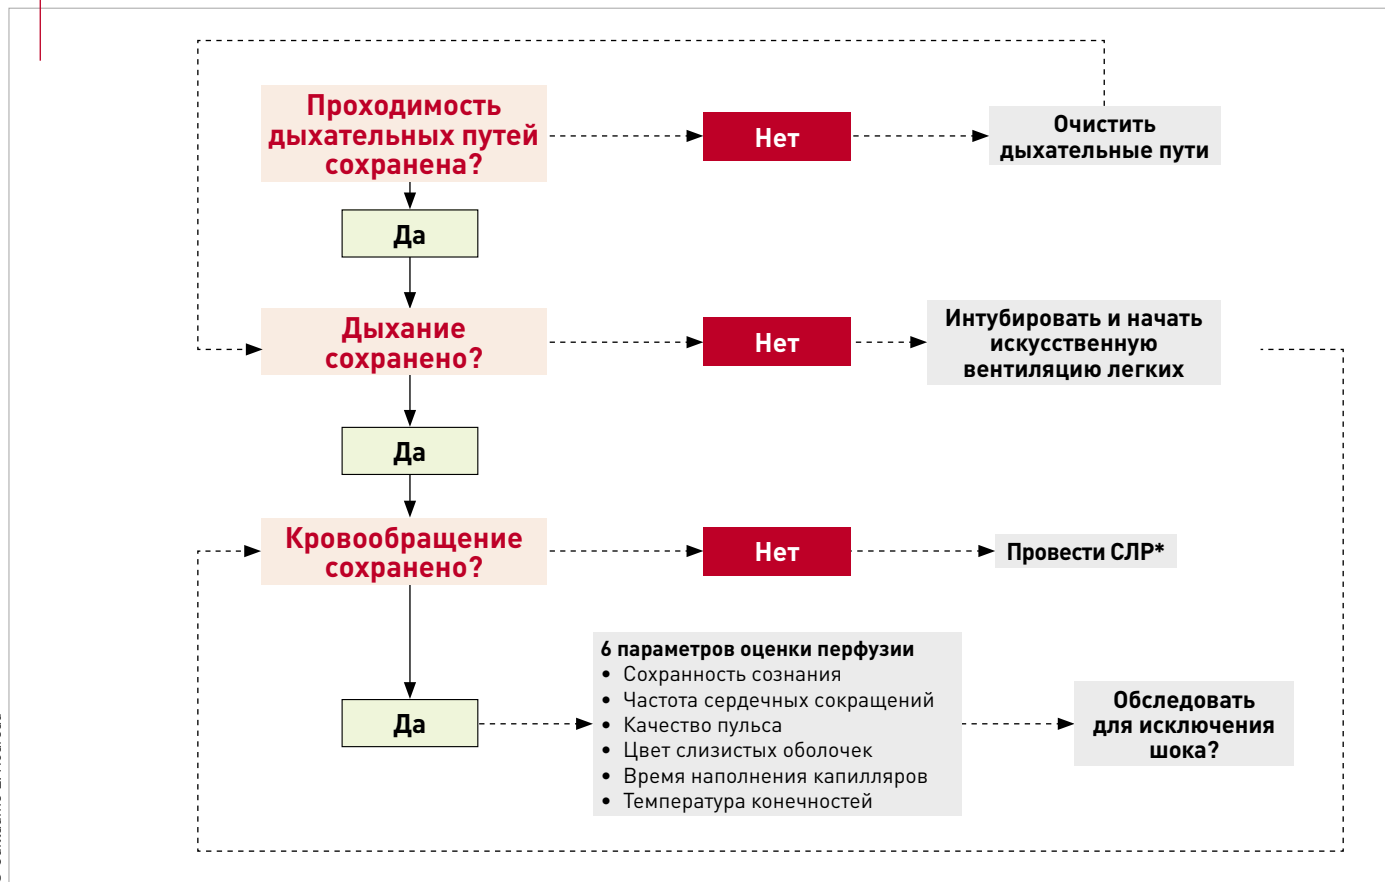 Проходимость
дыхательных путей
сохранена?
Нет
Очистить
дыхательные пути
Да
Дыхание
сохранено?
Нет
Интубировать и начать
искусственную
вентиляцию легких
Да
Кровообращение
сохранено?
Нет
Провести СЛР*
Да
6 параметров оценки перфузии
• Сохранность сознания
• Частота сердечных сокращений
• Качество пульса
• Цвет слизистых оболочек
• Время наполнения капилляров
• Температура конечностей
Обследовать
для исключения
шока?